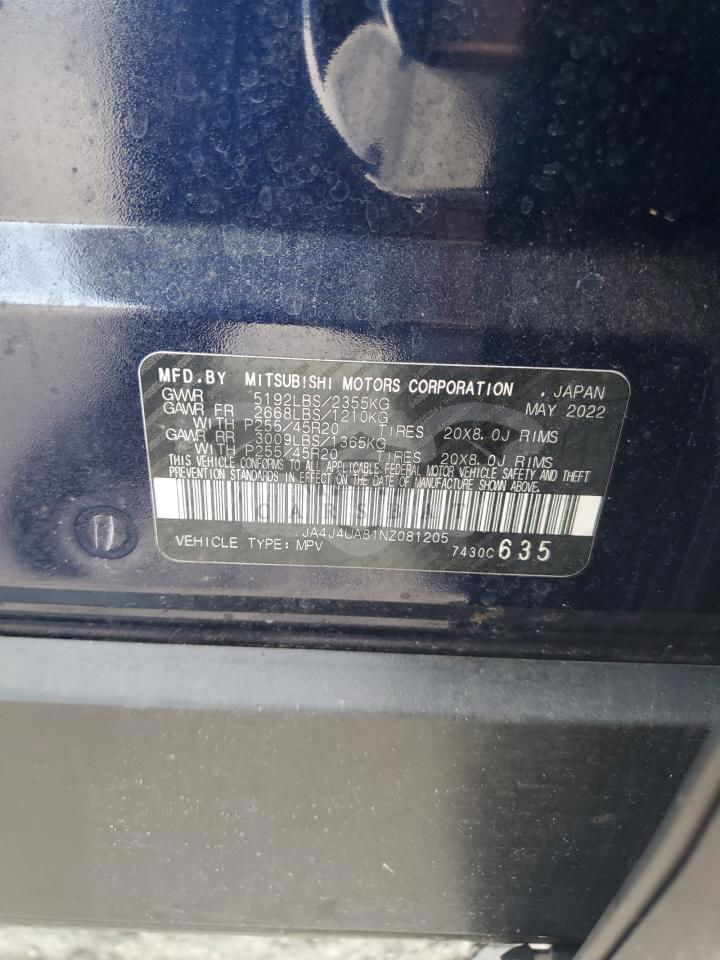 MFD.BY MITSUBISHI MOTORS CORPORATION , JAPAN
GVWR 5192LBS/2355KG MAY 2022
GAWR FR 2668LBS/1210KG
WITH P255/45R20 TIRES 20X8.0J RIMS
GAWR RR 3009LBS/1365KG
WITH P255/45R20 TIRES 20X8.0J RIMS
THIS VEHICLE CONFORMS TO ALL APPLICABLE FEDERAL MOTOR VEHICLE SAFETY AND THEFT
PREVENTION STANDARDS IN EFFECT ON THE DATE OF MANUFACTURE SHOWN ABOVE.
JA4J4UA81NZ081205
VEHICLE TYPE: MPV 7430C 635